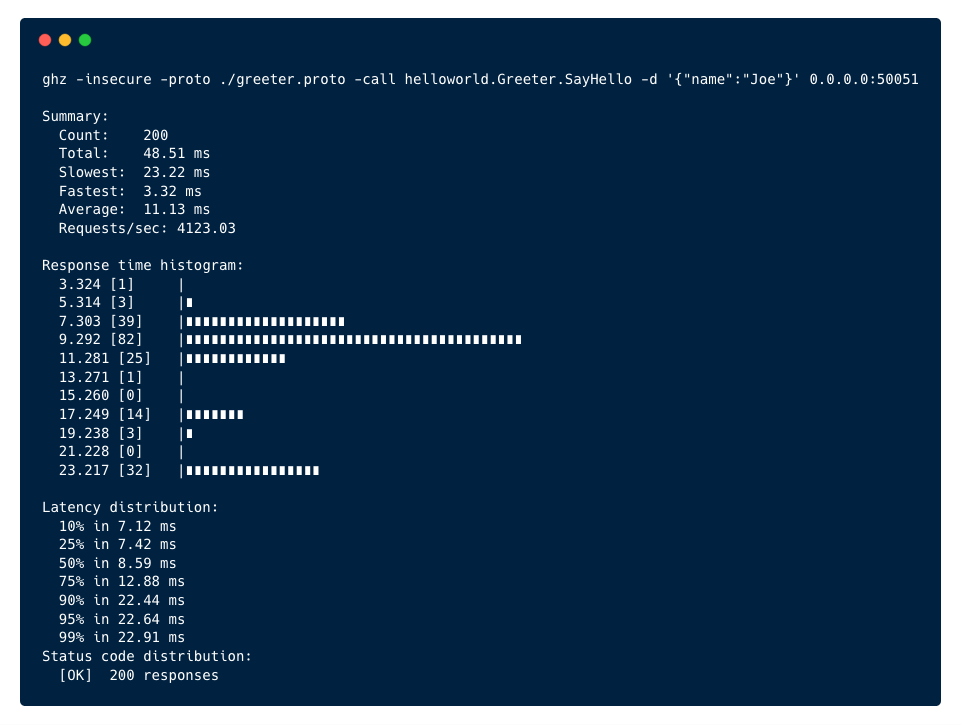 ghz -insecure -proto ./greeter.proto -call helloworld.Greeter.SayHello -d '{"name":"Joe"}' 0.0.0.0:50051
Summary:
Count: 200
Total: 48.51 ms
Slowest: 23.22 ms
Fastest: 3.32 ms
Average: 11.13 ms
Requests/sec: 4123.03
Response time histogram:
3.324 [1] |
5.314 [3] |∎
7.303 [39] |∎∎∎∎∎∎∎∎∎∎∎∎∎∎∎∎∎∎∎
9.292 [82] |∎∎∎∎∎∎∎∎∎∎∎∎∎∎∎∎∎∎∎∎∎∎∎∎∎∎∎∎∎∎∎∎∎∎∎∎∎∎∎∎
11.281 [25] |∎∎∎∎∎∎∎∎∎∎∎∎
13.271 [1] |
15.260 [0] |
17.249 [14] |∎∎∎∎∎∎∎
19.238 [3] |∎
21.228 [0] |
23.217 [32] |∎∎∎∎∎∎∎∎∎∎∎∎∎∎∎∎
Latency distribution:
10% in 7.12 ms
25% in 7.42 ms
50% in 8.59 ms
75% in 12.88 ms
90% in 22.44 ms
95% in 22.64 ms
99% in 22.91 ms
Status code distribution:
[OK] 200 responses